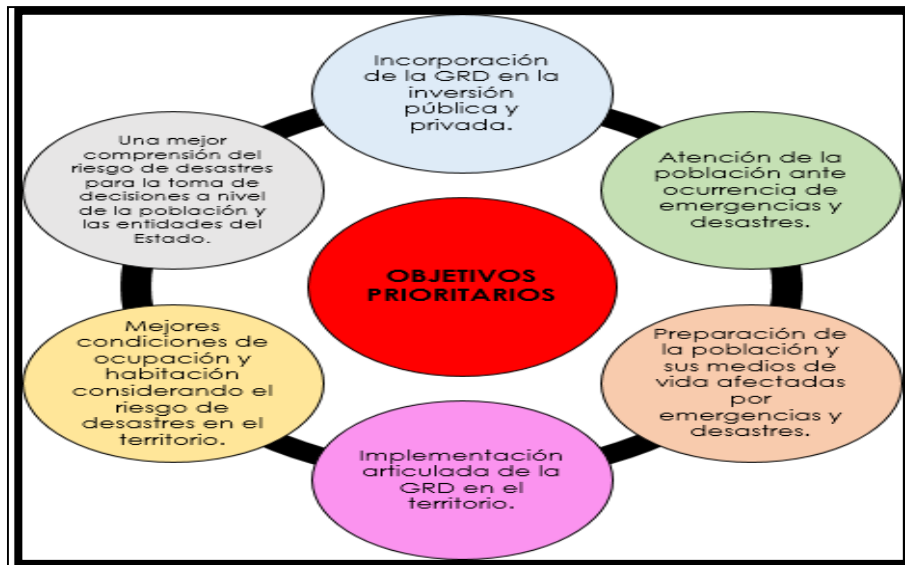 Incorporación
de la GRD en la
inversión
pública y
privada.
Atención de la
población ante
ocurrencia de
emergencias y
desastres.
Preparación de
la población y
sus medios de
vida afectadas
por
emergencias y
desastres.
Implementación
articulada de la
GRD en el
territorio.
Mejores
condiciones de
ocupación y
habitación
considerando el
riesgo de
desastres en el
territorio.
Una mejor
comprensión del
riesgo de desastres
para la toma de
decisiones a nivel
de la población y
las entidades del
Estado.
OBJETIVOS
PRIORITARIOS